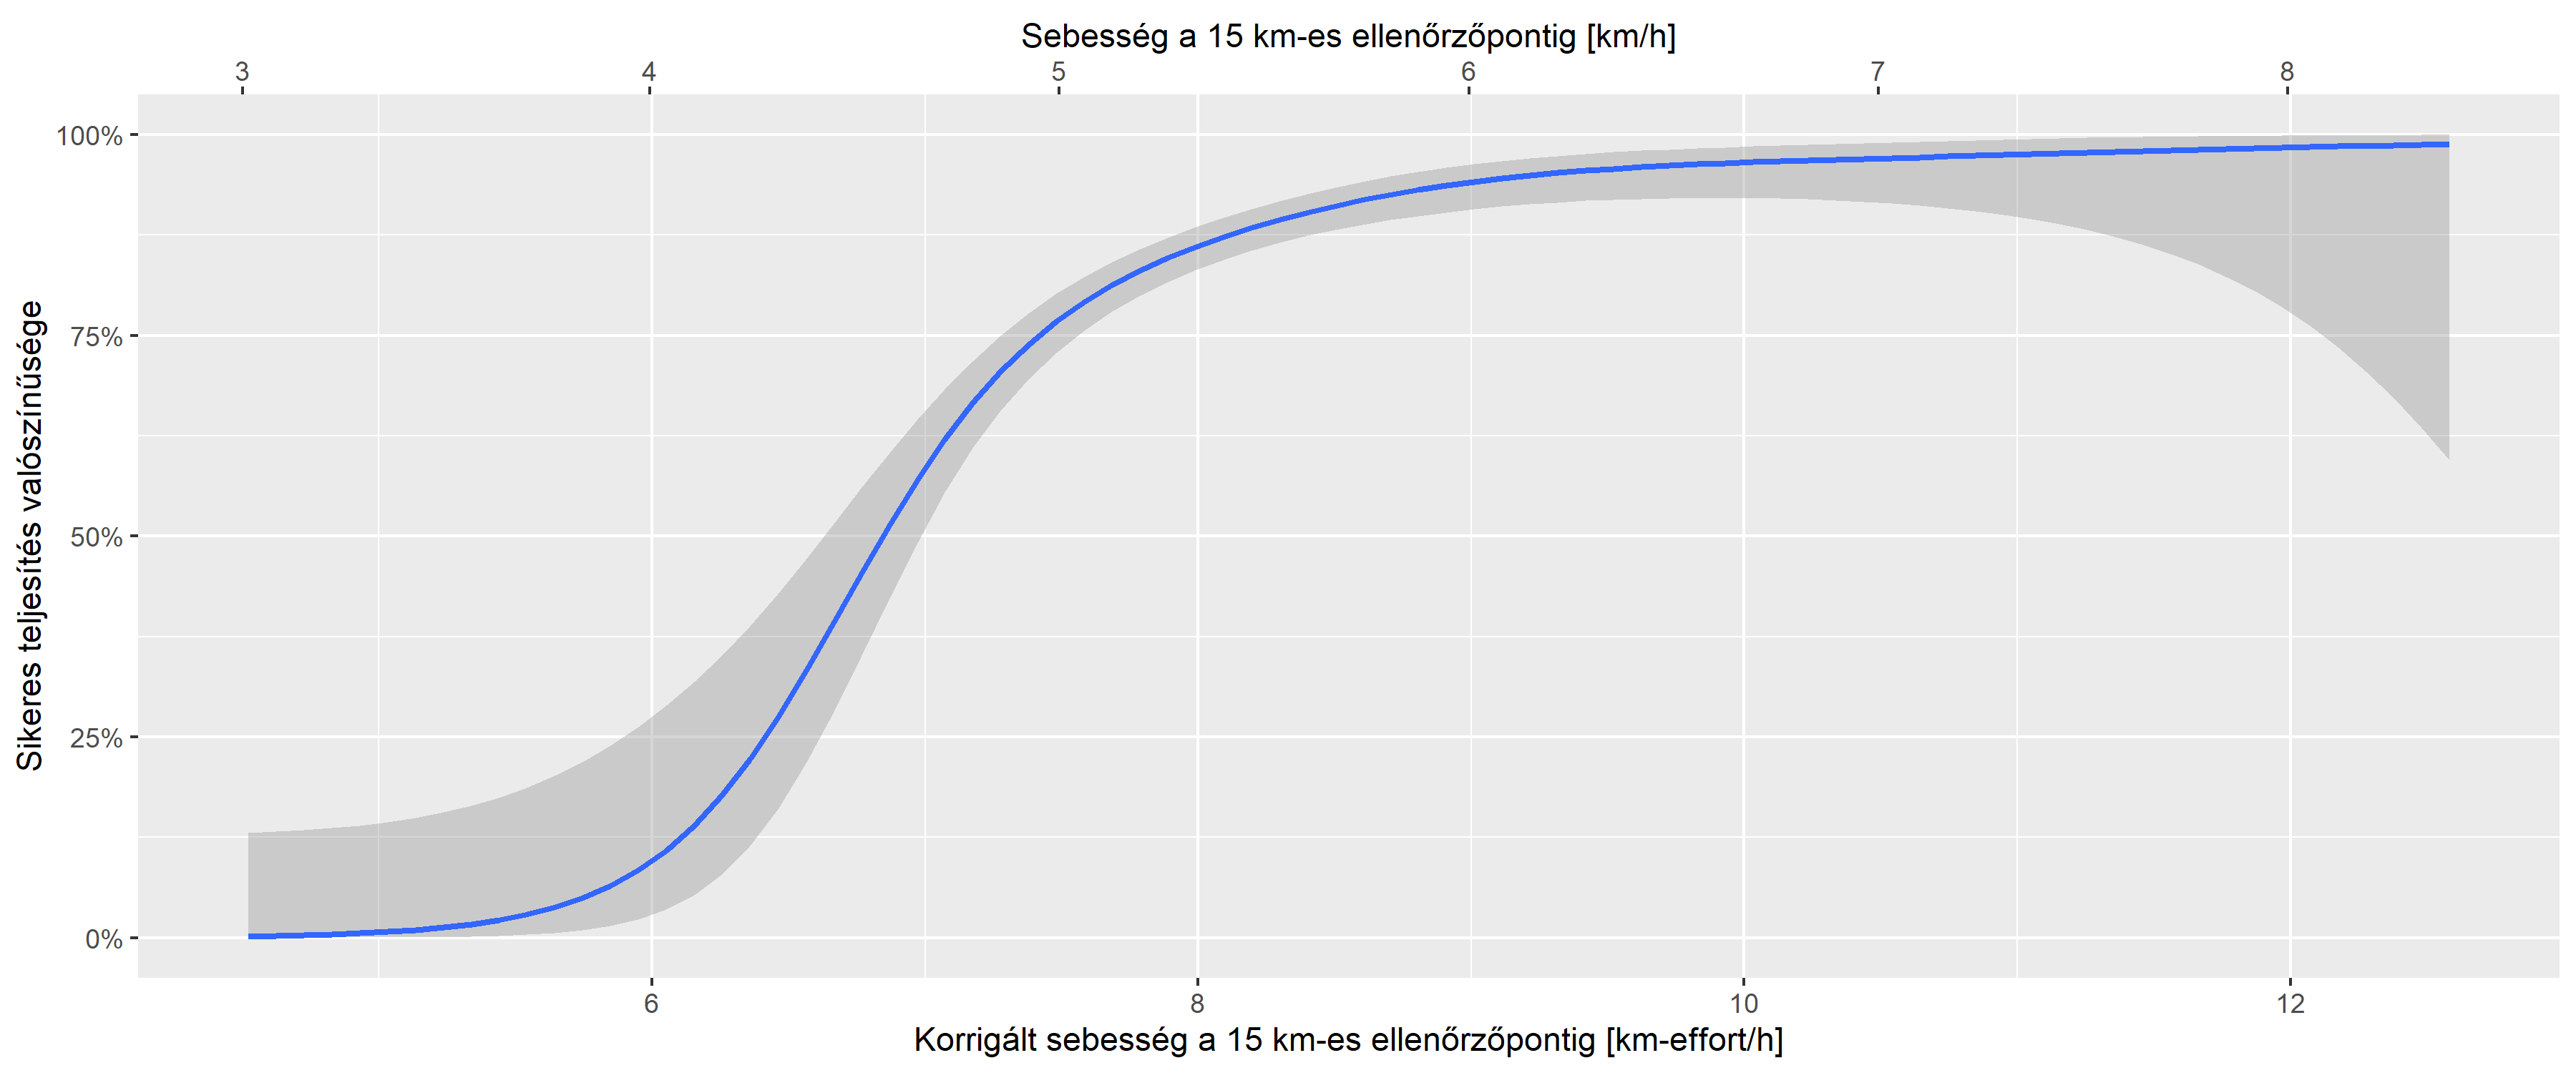 Sebesség a 15 km-es ellenőrzőpontig [km/h]
3 4 5 6 7 8
Sikeres teljesítés valószínűsége
100%
75%
50%
25%
0%
6 8 10 12
Korrigált sebesség a 15 km-es ellenőrzőpontig [km-effort/h]